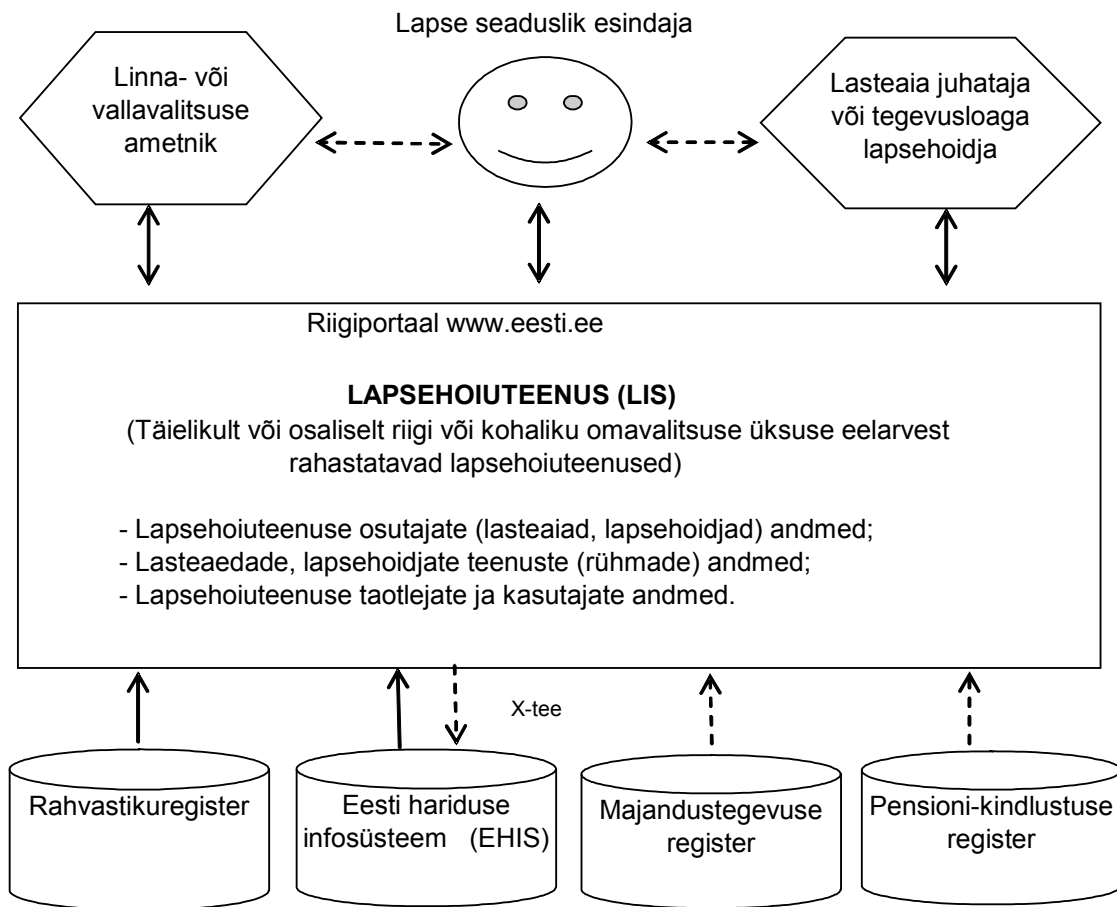 Lapse seaduslik esindaja
Linna- või
vallavalitsuse
ametnik
Lasteaia juhataja
või tegevusloaga
lapsehoidja
Riigiportaal www.eesti.ee
LAPSEHOIUTEENUS (LIS)
(Täielikult või osaliselt riigi või kohaliku omavalitsuse üksuse eelarvest
rahastatavad lapsehoiuteenused)
- Lapsehoiuteenuse osutajate (lasteaiad, lapsehoidjad) andmed;
- Lasteaedade, lapsehoidjate teenuste (rühmade) andmed;
- Lapsehoiuteenuse taotlejate ja kasutajate andmed.
X-tee
Rahvastikuregister
Eesti hariduse
infosüsteem (EHIS)
Majandustegevuse
register
Pensioni-kindlustuse
register